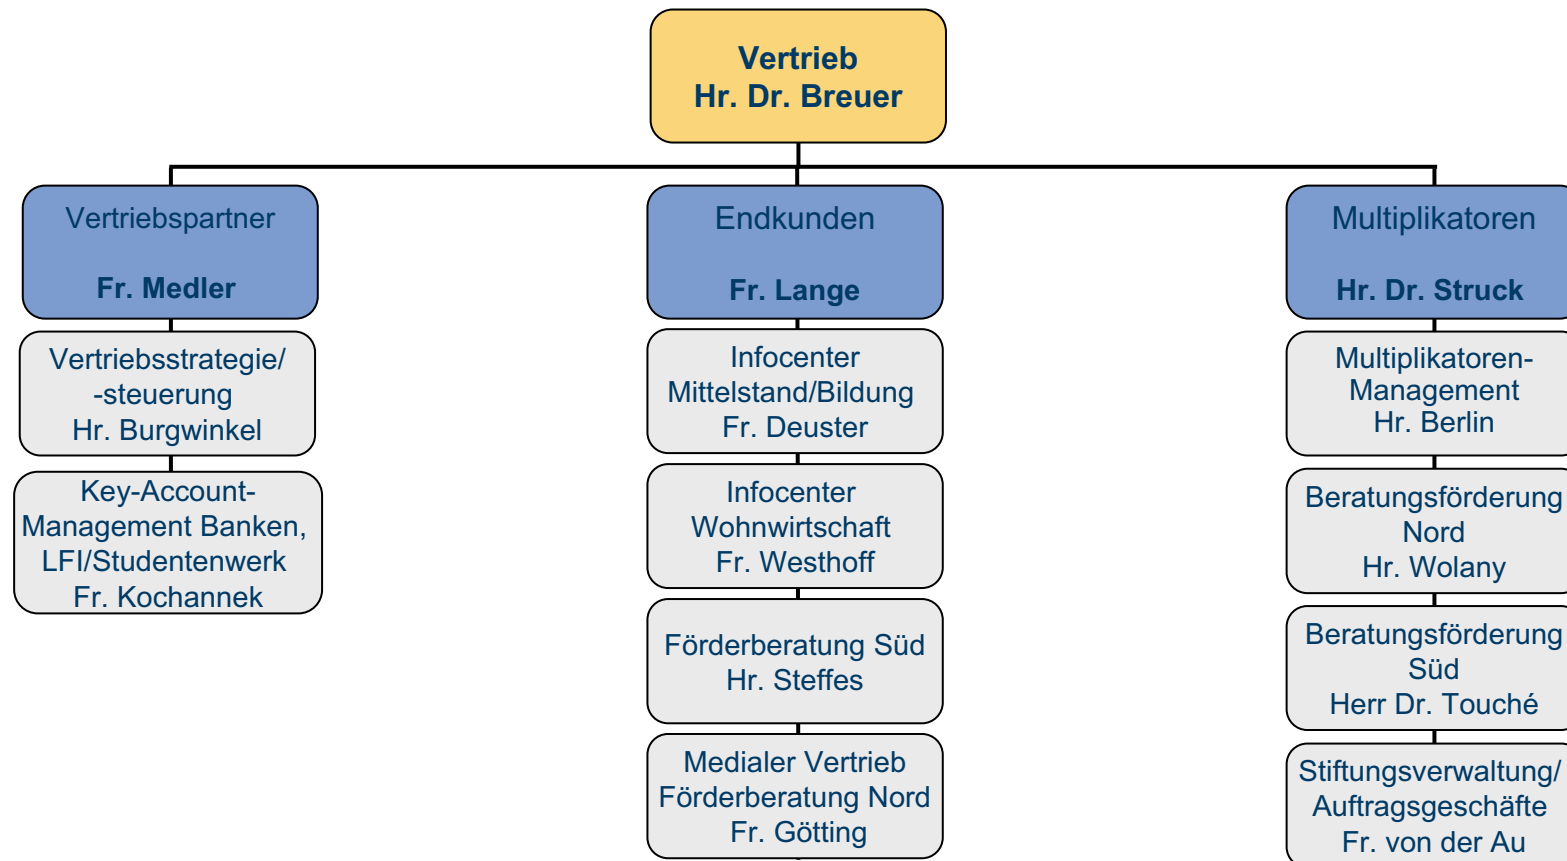 Vertrieb
Hr. Dr. Breuer
Vertriebspartner
Fr. Medler
Vertriebsstrategie/
-steuerung
Hr. Burgwinkel
Key-Account-
Management Banken,
LFI/Studentenwerk
Fr. Kochannek
Endkunden
Fr. Lange
Infocenter
Mittelstand/Bildung
Fr. Deuster
Infocenter
Wohnwirtschaft
Fr. Westhoff
Förderberatung Süd
Hr. Steffes
Medialer Vertrieb
Förderberatung Nord
Fr. Götting
Multiplikatoren
Hr. Dr. Struck
Multiplikatoren-
Management
Hr. Berlin
Beratungsförderung
Nord
Hr. Wolany
Beratungsförderung
Süd
Herr Dr. Touché
Stiftungsverwaltung/
Auftragsgeschäfte
Fr. von der Au